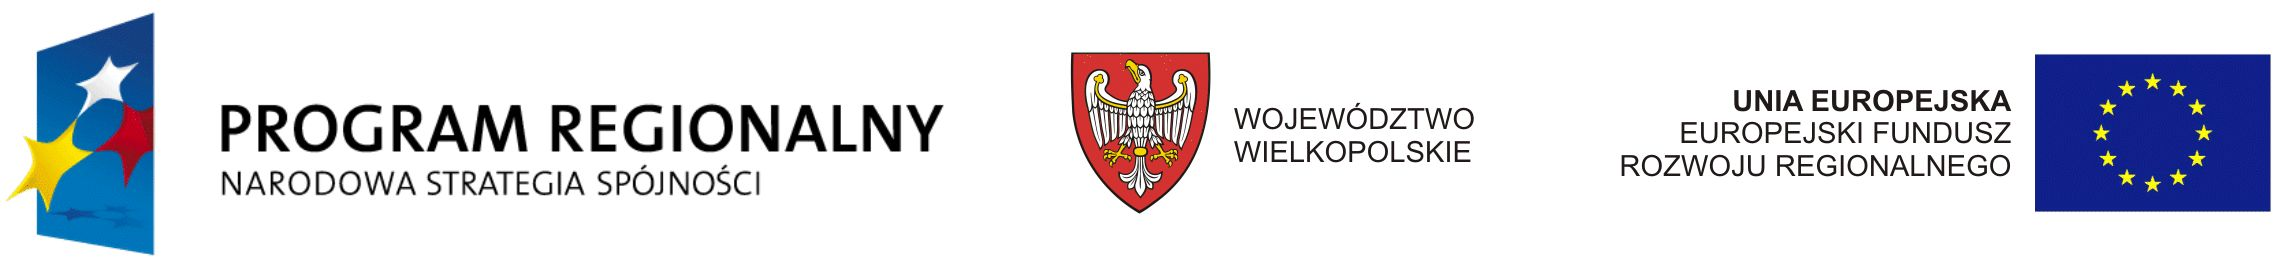 PROGRAM REGIONALNY
NARODOWA STRATEGIA SPÓJNOŚCI
WOJEWÓDZTWO
WIELKOPOLSKIE
UNIA EUROPEJSKA
EUROPEJSKI FUNDUSZ
ROZWOJU REGIONALNEGO